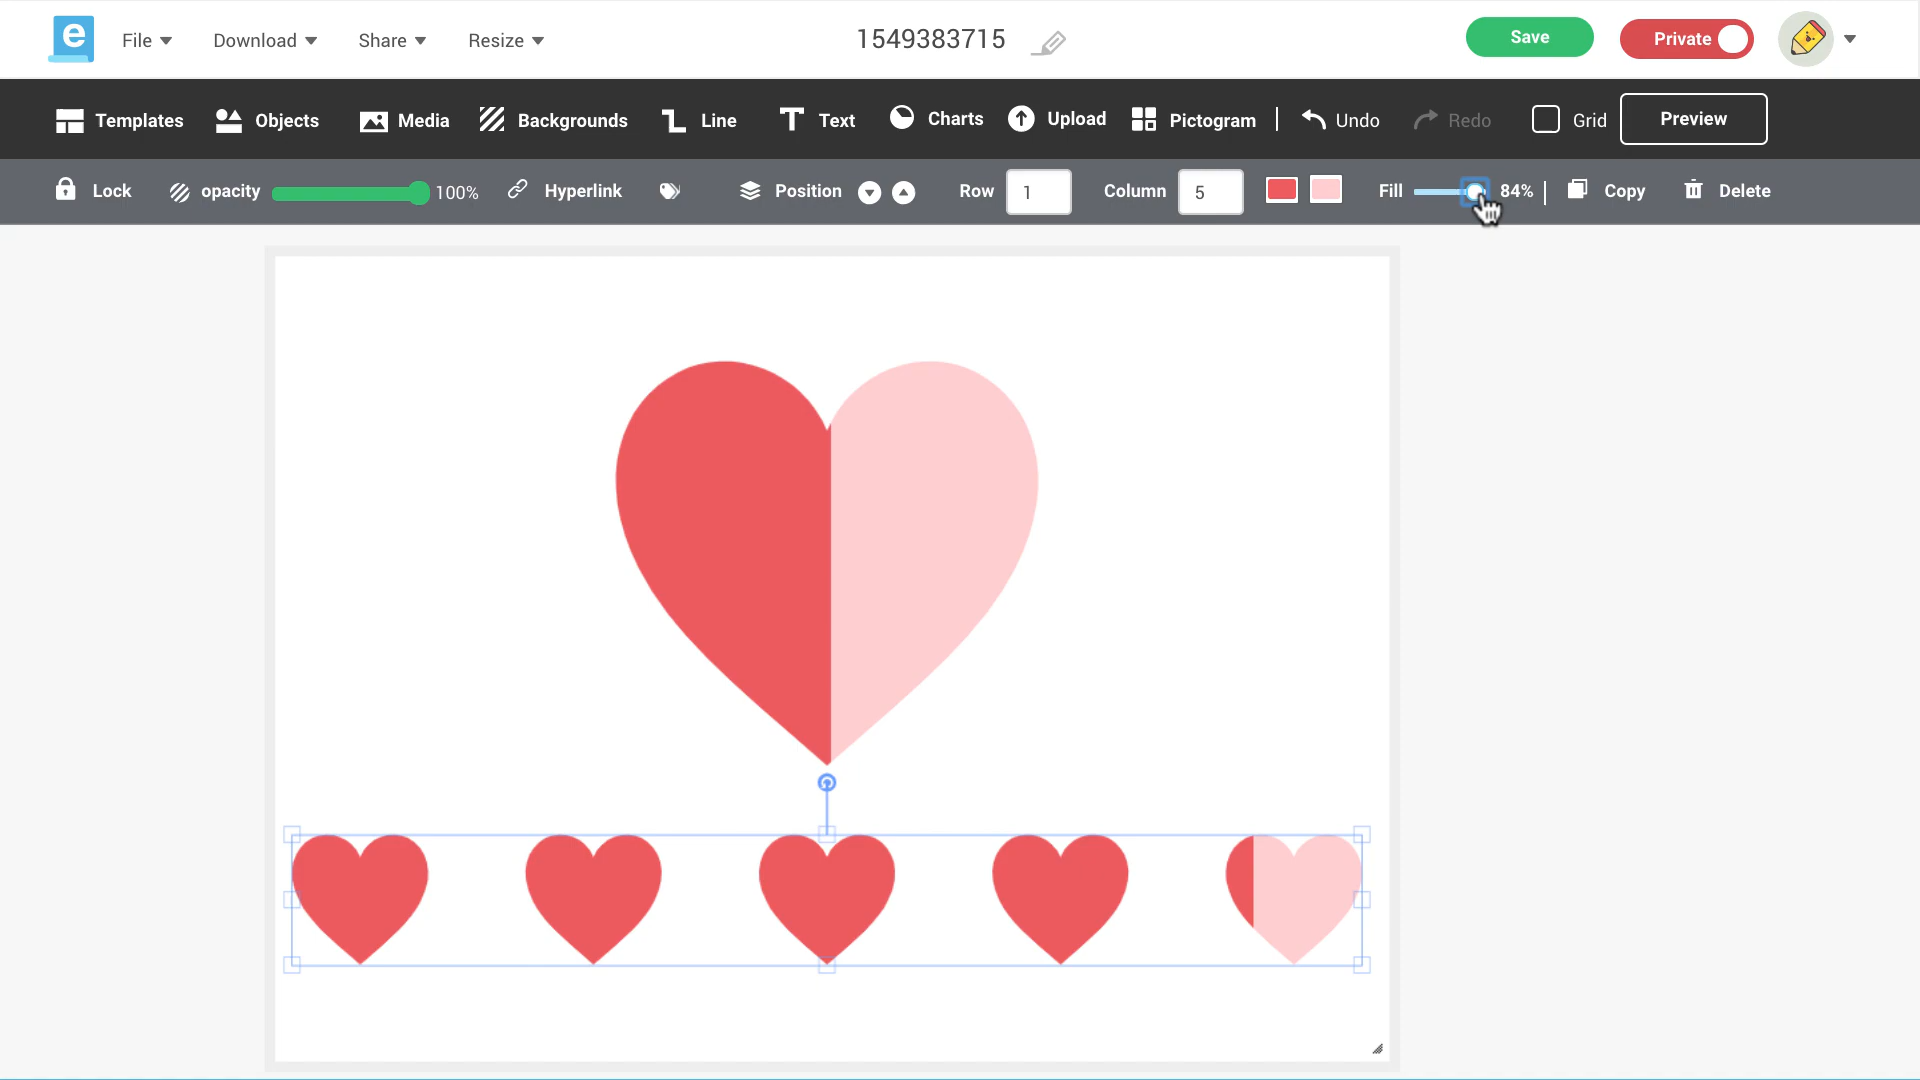 e File Download Share Resize 1549383715 Save Private
Templates Objects Media Backgrounds Line Text Charts Upload Pictogram Undo Redo Grid Preview
Lock opacity 100% Hyperlink Position Row 1 Column 5 Fill 84% Copy Delete